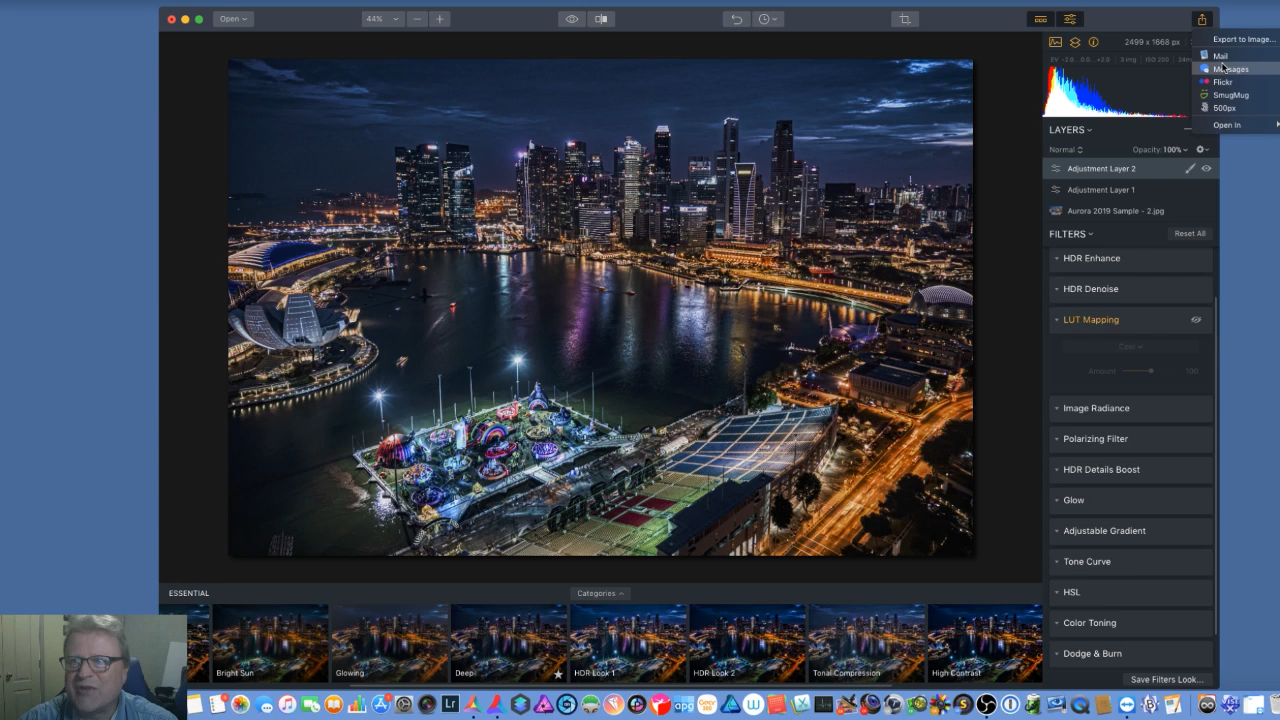 Open
44%
Export to Image...
2499 x 1668 px
Mail
Messages
Flickr
SmugMug
500px
Open In
LAYERS
Normal
Opacity: 100%
Adjustment Layer 2
Adjustment Layer 1
Aurora 2019 Sample - 2.jpg
FILTERS
Reset All
HDR Enhance
HDR Denoise
LUT Mapping
Amount
100
Image Radiance
Polarizing Filter
HDR Details Boost
Glow
Adjustable Gradient
Tone Curve
HSL
Color Toning
Dodge & Burn
Save Filters Look...
ESSENTIAL
Categories
Bright Sun
Glowing
Deep
HDR Look 1
HDR Look 2
Tonal Compression
High Contrast
Lr